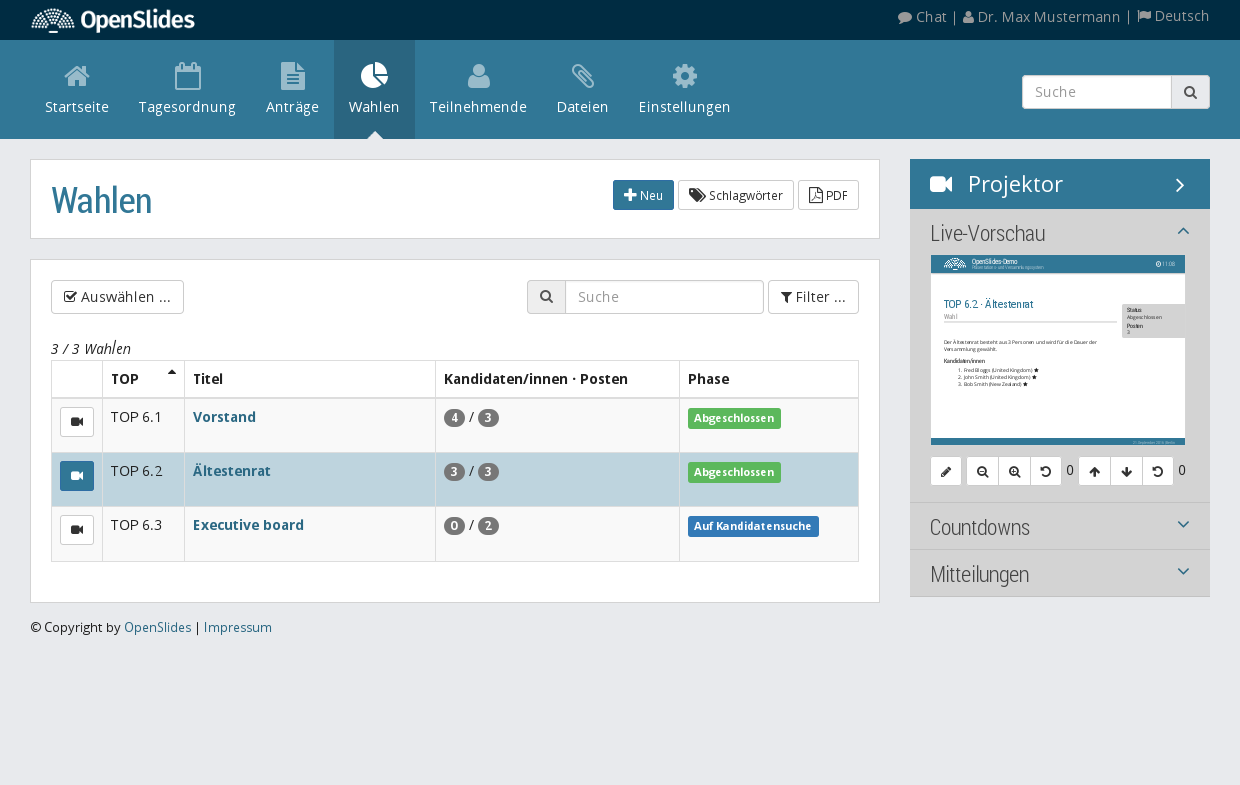 OpenSlides
Chat | Dr. Max Mustermann | Deutsch
Startseite Tagesordnung Anträge Wahlen Teilnehmende Dateien Einstellungen
Suche
Wahlen
Neu Schlagwörter PDF
Auswählen ...
Suche
Filter ...
3 / 3 Wahlen
TOP Titel Kandidaten/innen · Posten Phase
TOP 6.1 Vorstand 4 / 3 Abgeschlossen
TOP 6.2 Ältestenrat 3 / 3 Abgeschlossen
TOP 6.3 Executive board 0 / 2 Auf Kandidatensuche
© Copyright by OpenSlides | Impressum
Projektor
Live-Vorschau
OpenSlides-Demo
11:08
TOP 6.2 · Ältestenrat
Wahl
Status
Abgeschlossen
Posten
3
Der Ältestenrat besteht aus 3 Personen und wird für die Dauer der
Versammlung gewählt.
Kandidaten/innen
1. Fred Bloggs (United Kingdom)
2. John Smith (United Kingdom)
3. Bob Smith (New Zealand)
0 0
Countdowns
Mitteilungen